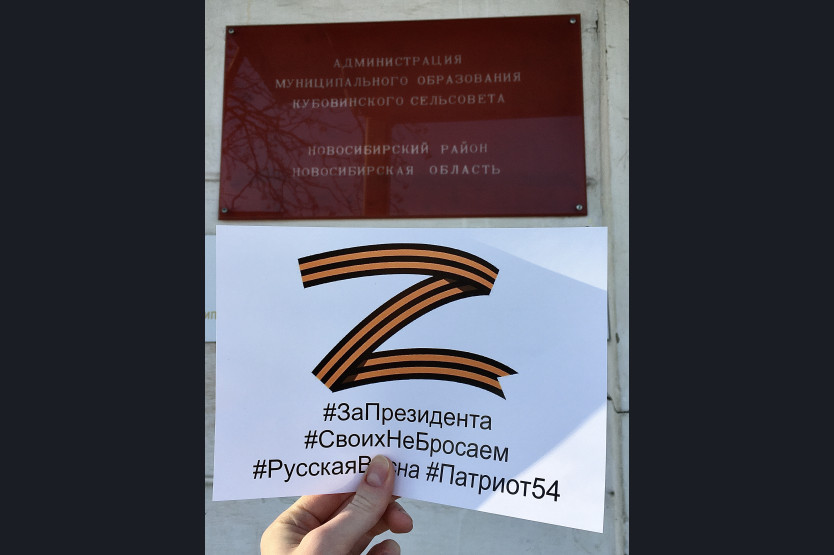 АДМИНИСТРАЦИЯ
МУНИЦИПАЛЬНОГО ОБРАЗОВАНИЯ
КУБОВИНСКОГО СЕЛЬСОВЕТА
НОВОСИБИРСКИЙ РАЙОН
НОВОСИБИРСКАЯ ОБЛАСТЬ
Z
#ЗаПрезидента
#СвоихНеБросаем
#Патриот54